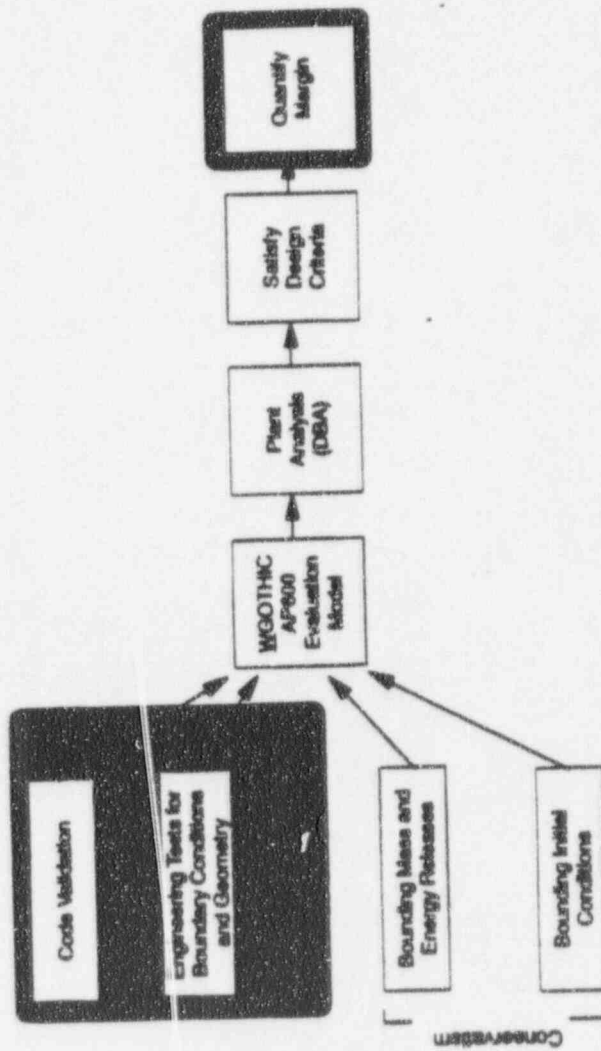 Code Validation
Engineering Tests for
Boundary Conditions
and Geometry
Conservatism
Bounding Mass and
Energy Releases
Bounding Initial
Conditions
WGOTHIC
AP600
Evaluation
Model
Plant
Analysis
(DBA)
Satisfy
Design
Criteria
Quantify
Margin